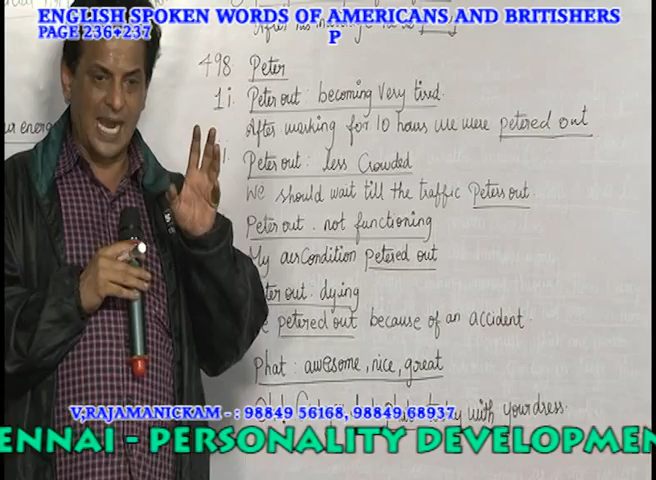 ENGLISH SPOKEN WORDS OF AMERICANS AND BRITISHERS
PAGE 236+237
P
498 Peter
1i. Peter out: becoming very tired.
After working for 10 hours we were petered out
i. Peter out: less crowded
We should wait till the traffic Peters out.
Peter out. not functioning
My airCondition petered out
ter out. dying
petered out because of an accident.
Phat: awesome, nice, great
with your dress.
V,RAJAMANICKAM - : 98849 56168, 98849 68937
ENNAI - PERSONALITY DEVELOPMEN